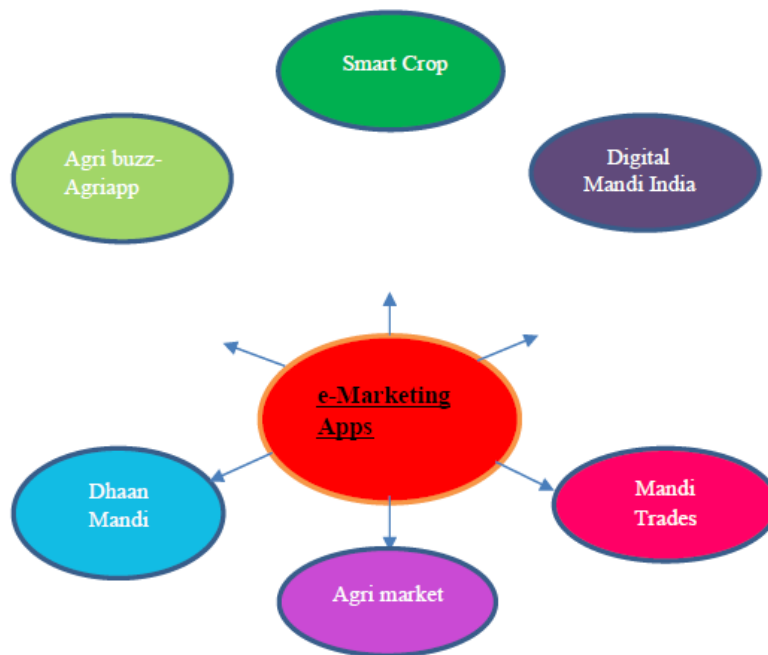 Smart Crop
Agri buzz-
Agriapp
Digital
Mandi India
e-Marketing
Apps
Dhaan
Mandi
Mandi
Trades
Agri market